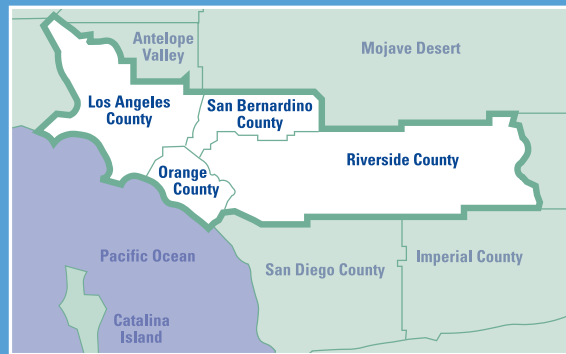 Antelope
Valley
Mojave Desert
Los Angeles
County
San Bernardino
County
Riverside County
Orange
County
Pacific Ocean
San Diego County
Imperial County
Catalina
Island